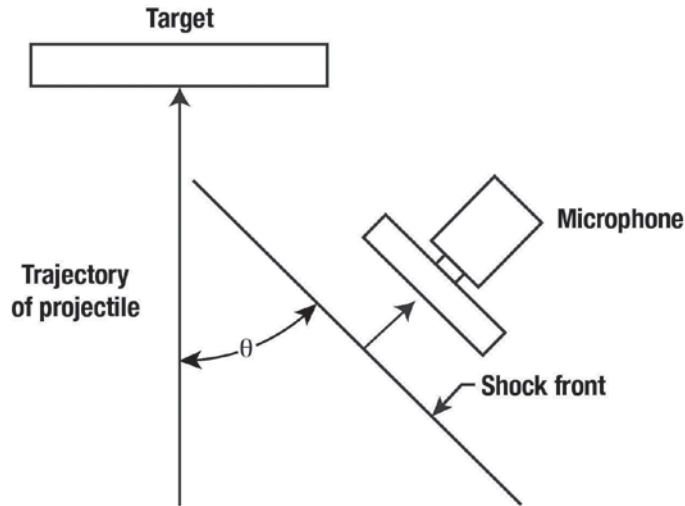 Target
Microphone
Trajectory
of projectile
θ
Shock front